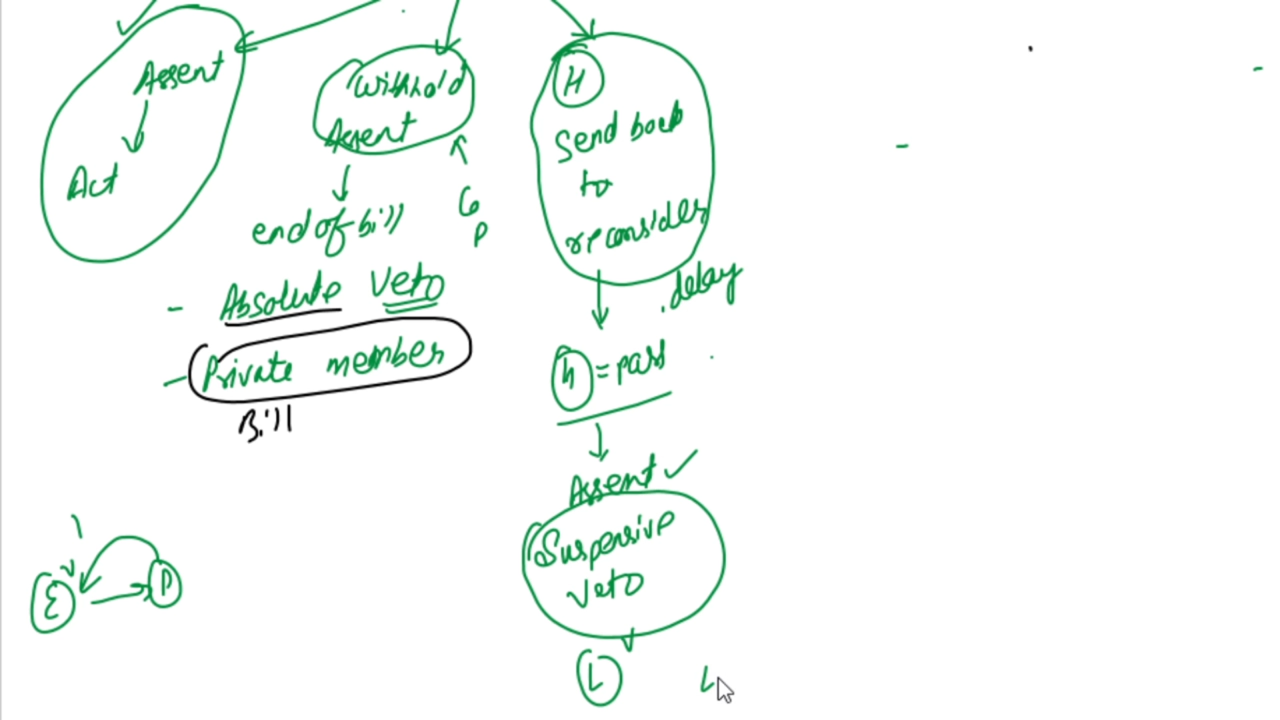 Assent
Act
Withhold
Assent
G
P
end of bill
- Absolute Veto
- Private member
Bill
H
Send back
to
reconsider
.delay
h = pass
Assent ✓
Suspensive
veto
L
L
E
P